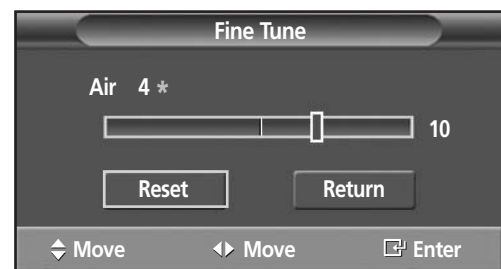 Fine Tune
Air 4 *
10
Reset Return
Move Move Enter